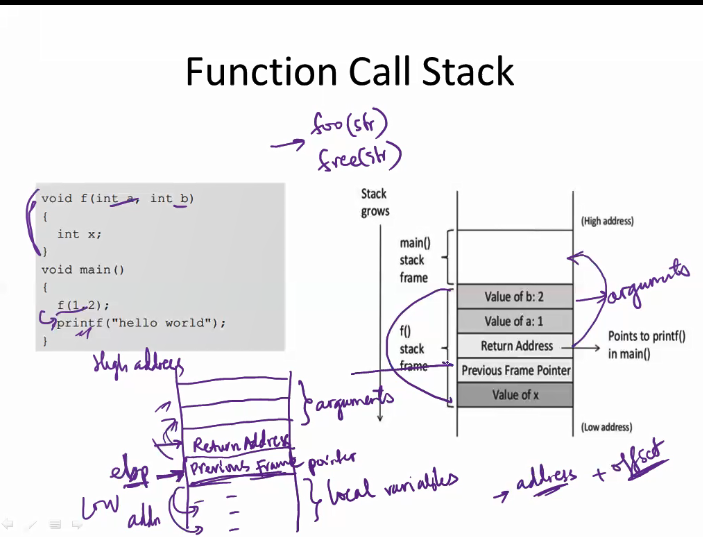 Function Call Stack
foo(str)
free(str)
void f(int a, int b)
{
int x;
}
void main()
{
f(1,2);
printf("hello world");
}
Stack
grows
(High address)
main()
stack
frame
f()
stack
frame
Value of b: 2
Value of a: 1
Return Address
Previous Frame Pointer
Value of x
arguments
Points to printf()
in main()
(Low address)
High address
arguments
Return Address
ebp
Previous Frame pointer
Low
addr
local variables
address + offset